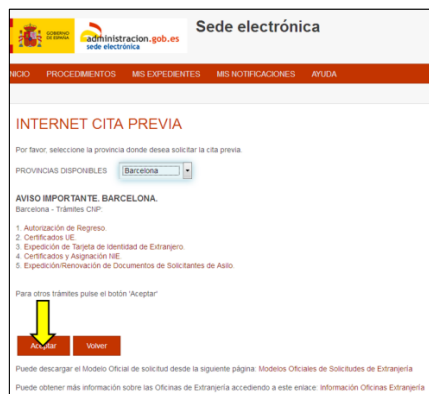 Sede electrónica
GOBIERNO
DE ESPAÑA
administracion.gob.es
sede electrónica
NICIO PROCEDIMIENTOS MIS EXPEDIENTES MIS NOTIFICACIONES AYUDA
INTERNET CITA PREVIA
Por favor, seleccione la provincia donde desea solicitar la cita previa.
PROVINCIAS DISPONIBLES Barcelona
AVISO IMPORTANTE. BARCELONA.
Barcelona - Trámites CNP:
1. Autorización de Regreso.
2. Certificados UE.
3. Expedición de Tarjeta de Identidad de Extranjero.
4. Certificados y Asignación NIE.
5. Expedición/Renovación de Documentos de Solicitantes de Asilo
Para otros trámites pulse el botón 'Aceptar'
Aceptar Volver
Puede descargar el Modelo Oficial de solicitud desde la siguiente página: Modelos Oficiales de Solicitudes de Extranjería
Puede obtener más información sobre las Oficinas de Extranjería accediendo a este enlace: Información Oficinas Extranjería